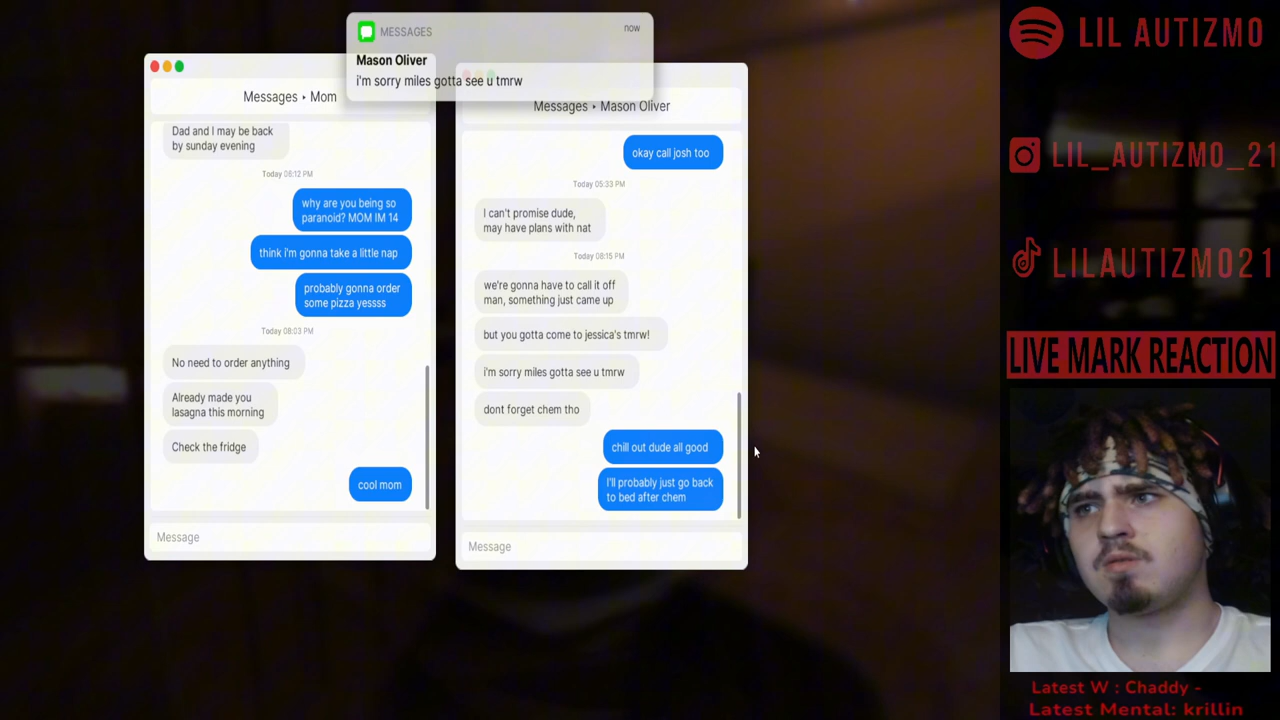 MESSAGES
now
Mason Oliver
i'm sorry miles gotta see u tmrw
Messages ‣ Mom
Dad and I may be back
by sunday evening
Today 06:12 PM
why are you being so
paranoid? MOM IM 14
think i'm gonna take a little nap
probably gonna order
some pizza yessss
Today 08:03 PM
No need to order anything
Already made you
lasagna this morning
Check the fridge
cool mom
Message
Messages ‣ Mason Oliver
okay call josh too
Today 05:33 PM
I can't promise dude,
may have plans with nat
Today 08:15 PM
we're gonna have to call it off
man, something just came up
but you gotta come to jessica's tmrw!
i'm sorry miles gotta see u tmrw
dont forget chem tho
chill out dude all good
I'll probably just go back
to bed after chem
Message
LIL AUTIZMO
LIL_AUTIZMO_21
LILAUTIZMO21
LIVE MARK REACTION
Latest W : Chaddy -
Latest Mental: krillin